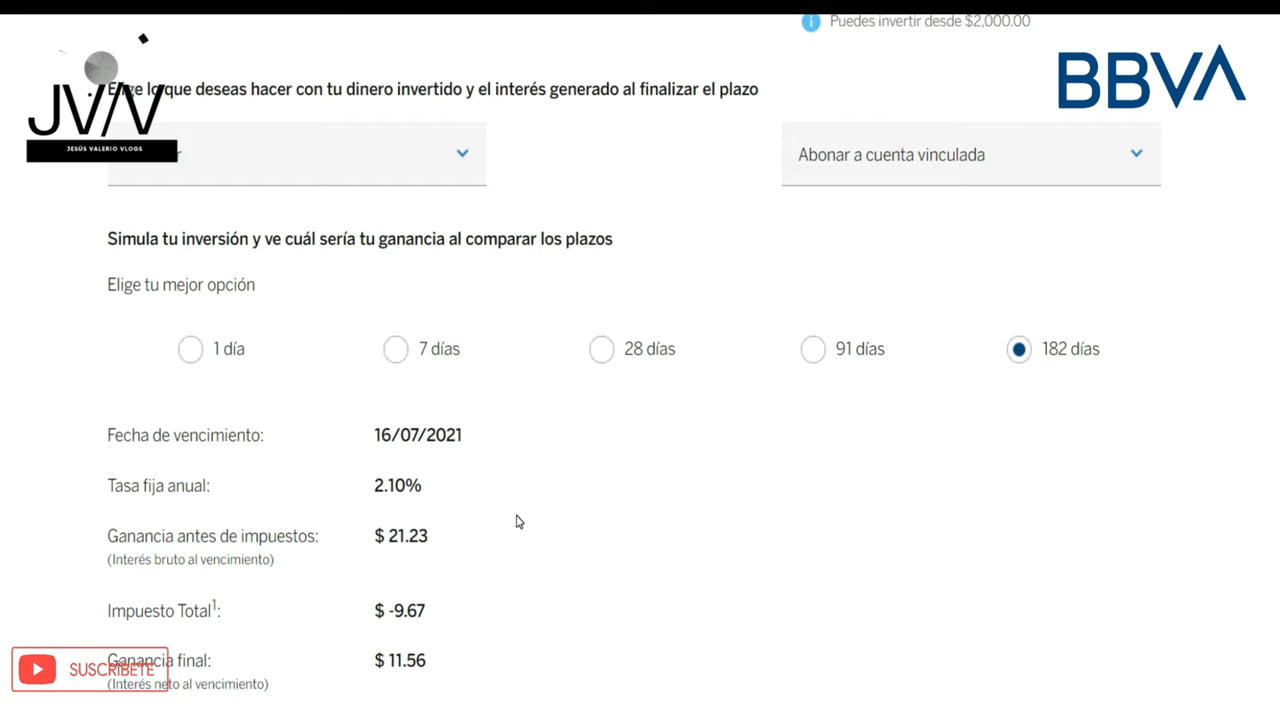 Puedes invertir desde $2,000.00
BBVA
JV/V
JESÚS VALERIO VLOGS
lo que deseas hacer con tu dinero invertido y el interés generado al finalizar el plazo
Abonar a cuenta vinculada
Simula tu inversión y ve cuál sería tu ganancia al comparar los plazos
Elige tu mejor opción
1 día 7 días 28 días 91 días 182 días
Fecha de vencimiento: 16/07/2021
Tasa fija anual: 2.10%
Ganancia antes de impuestos: $ 21.23
(Interés bruto al vencimiento)
Impuesto Total1: $ -9.67
Ganancia final: $ 11.56
SUSCRÍBETE
(Interés neto al vencimiento)